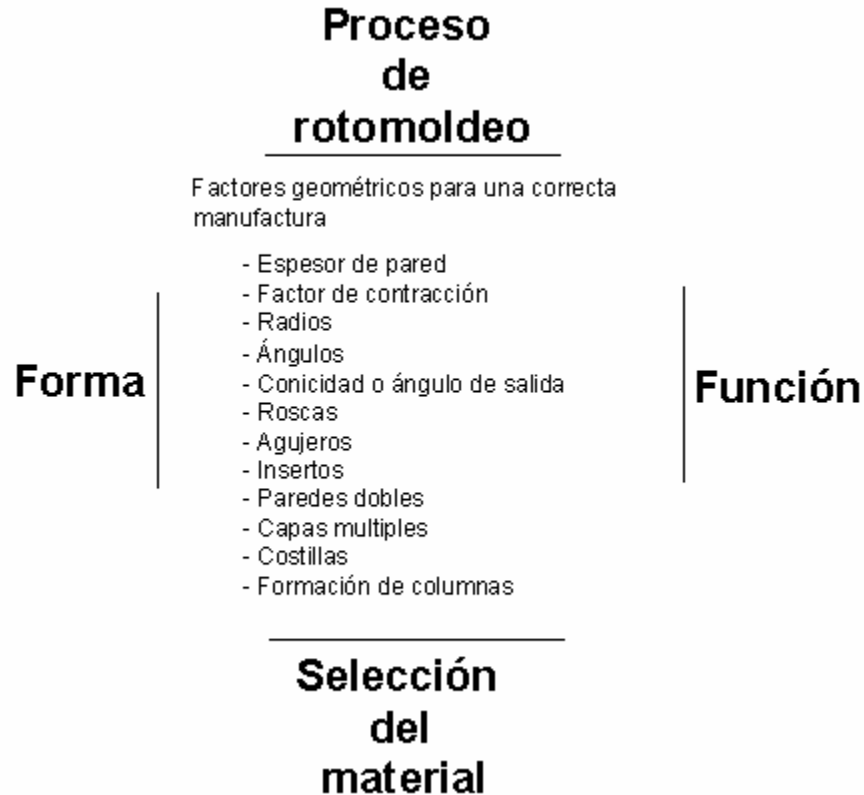 Proceso
de
rotomoldeo
Factores geométricos para una correcta
manufactura
- Espesor de pared
- Factor de contracción
- Radios
- Ángulos
- Conicidad o ángulo de salida
- Roscas
- Agujeros
- Insertos
- Paredes dobles
- Capas multiples
- Costillas
- Formación de columnas
Forma
Función
Selección
del
material